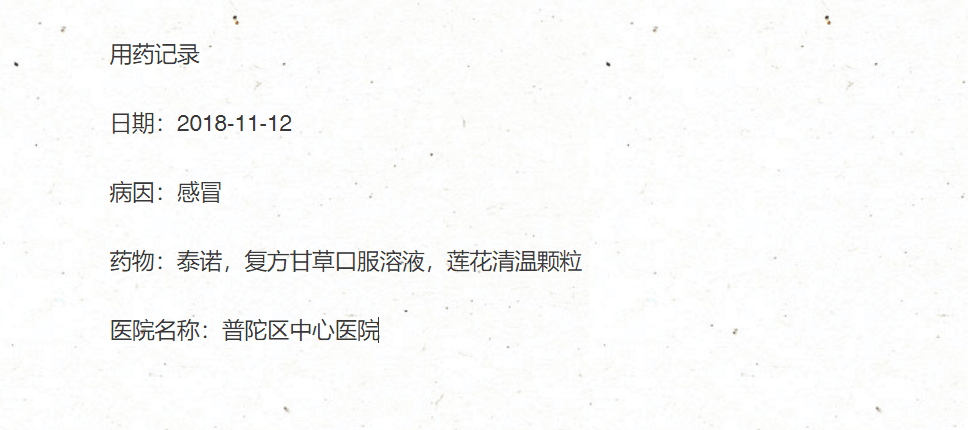 用药记录
日期：2018-11-12
病因：感冒
药物：泰诺，复方甘草口服溶液，莲花清温颗粒
医院名称：普陀区中心医院